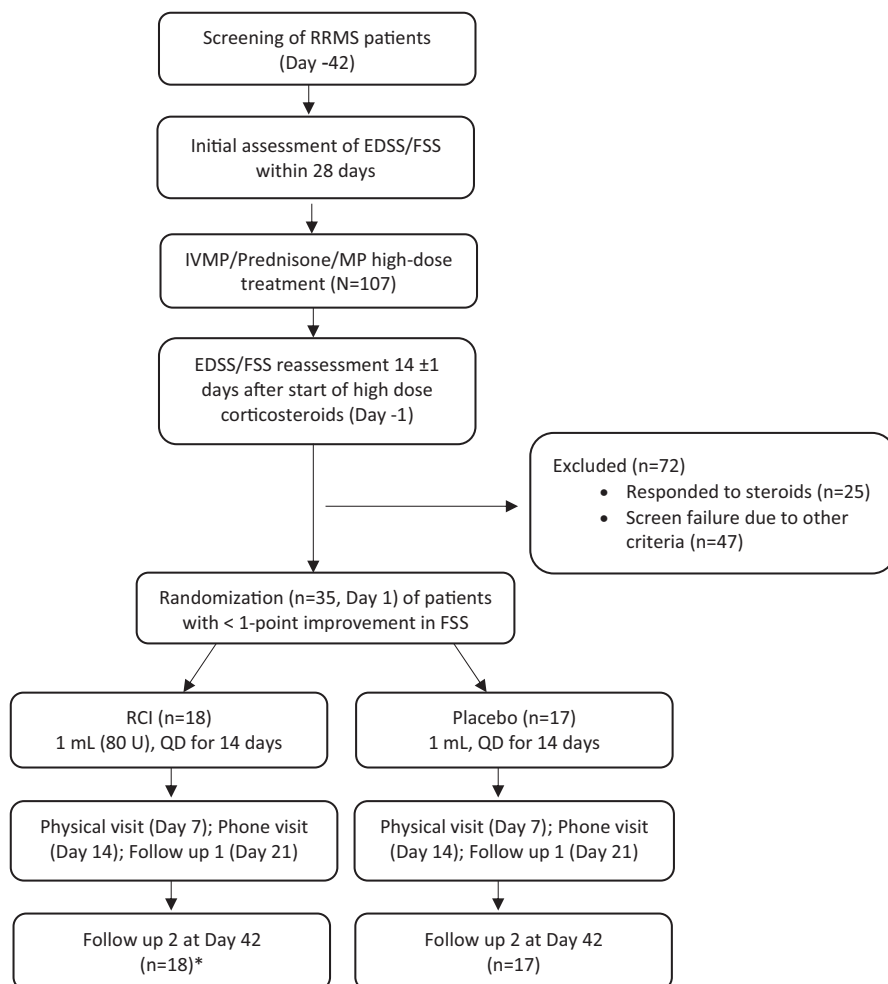 Screening of RRMS patients
(Day -42)
Initial assessment of EDSS/FSS
within 28 days
IVMP/Prednisone/MP high-dose
treatment (N=107)
EDSS/FSS reassessment 14 ±1
days after start of high dose
corticosteroids (Day -1)
Excluded (n=72)
• Responded to steroids (n=25)
• Screen failure due to other
criteria (n=47)
Randomization (n=35, Day 1) of patients
with < 1-point improvement in FSS
RCI (n=18)
1 mL (80 U), QD for 14 days
Placebo (n=17)
1 mL, QD for 14 days
Physical visit (Day 7); Phone visit
(Day 14); Follow up 1 (Day 21)
Physical visit (Day 7); Phone visit
(Day 14); Follow up 1 (Day 21)
Follow up 2 at Day 42
(n=18)*
Follow up 2 at Day 42
(n=17)